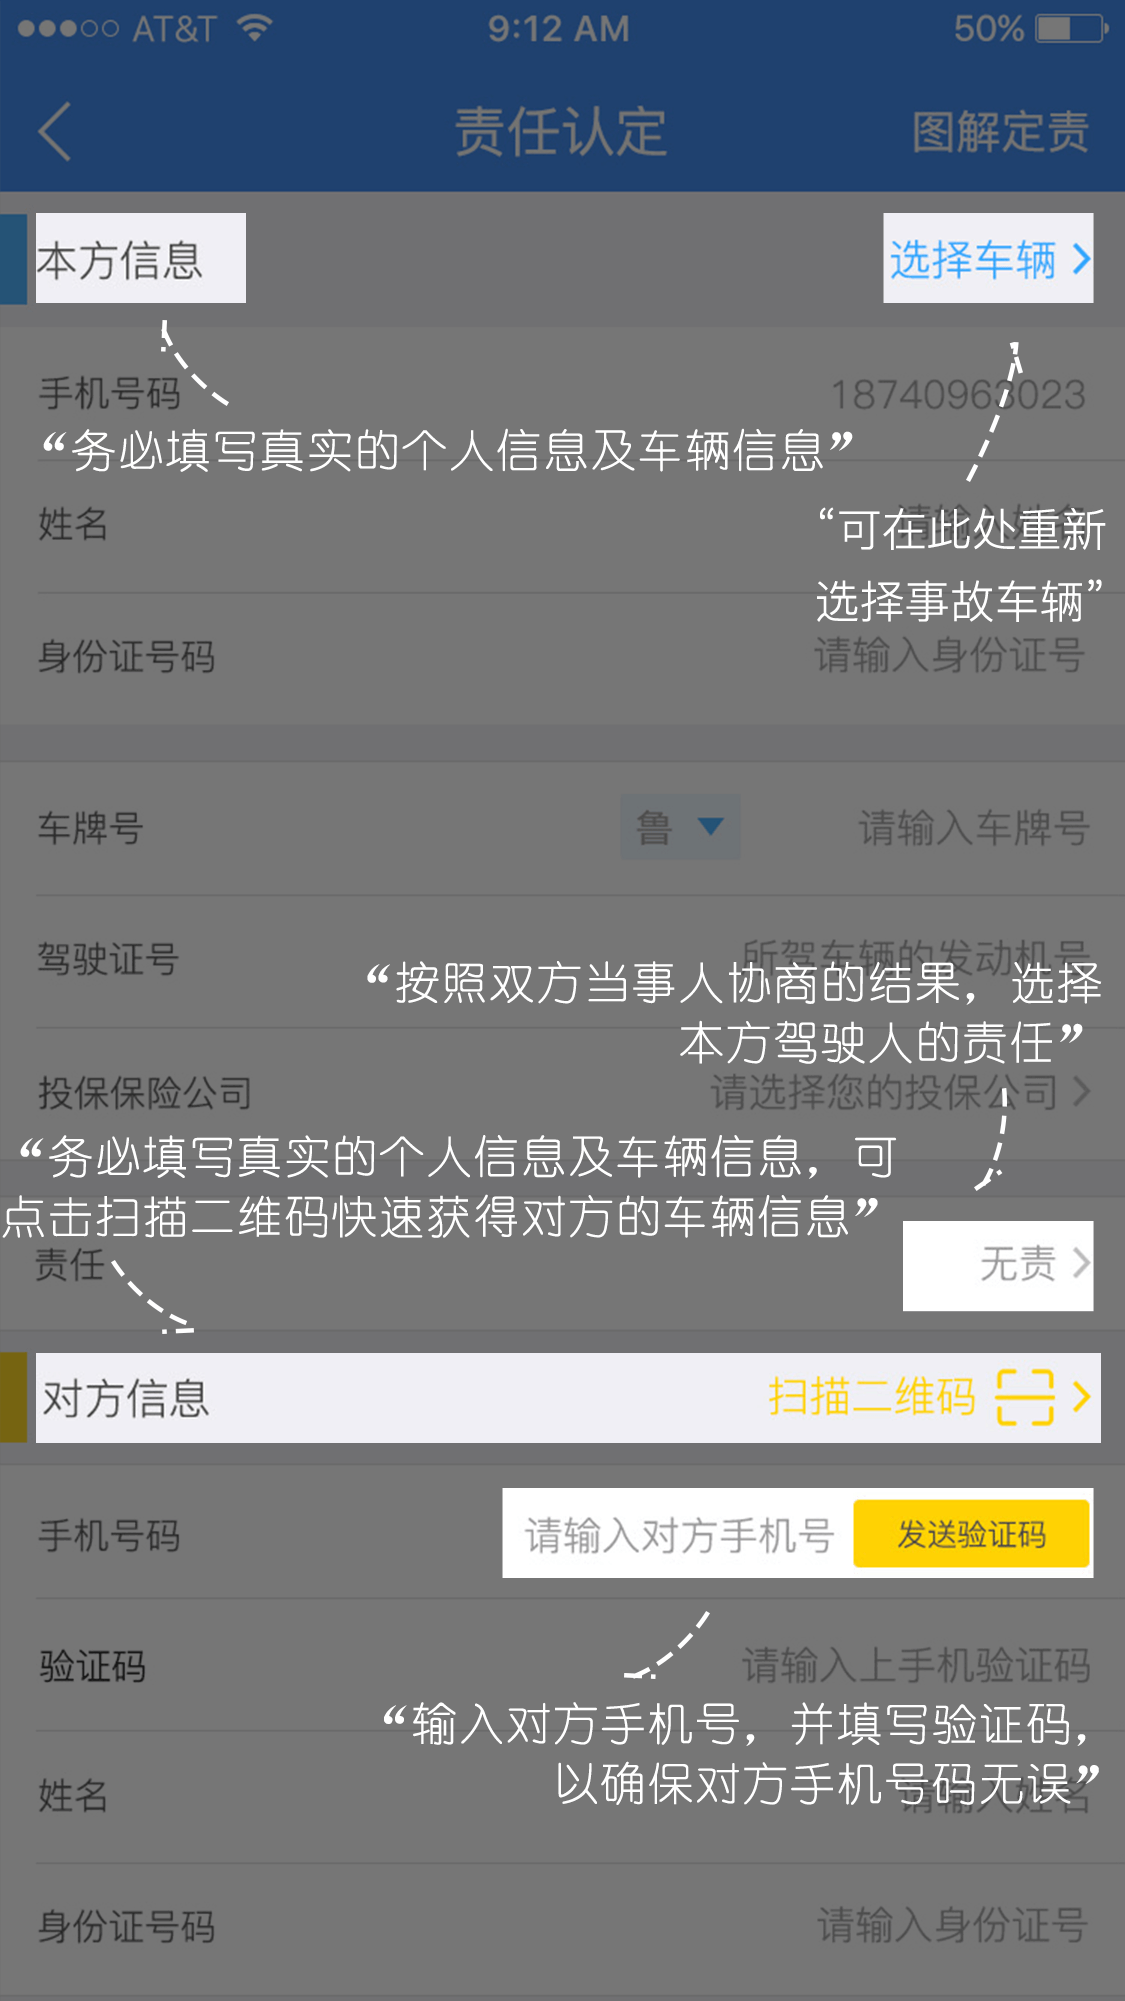 AT&T 9:12 AM 50%
责任认定 图解定责
本方信息 选择车辆
手机号码 18740963023
“务必填写真实的个人信息及车辆信息”
姓名 请输入姓名
“可在此处重新
选择事故车辆”
身份证号码 请输入身份证号
车牌号 鲁 请输入车牌号
驾驶证号 所驾车辆的发动机号
“按照双方当事人协商的结果，选择
本方驾驶人的责任”
投保保险公司 请选择您的投保公司
“务必填写真实的个人信息及车辆信息，可
点击扫描二维码快速获得对方的车辆信息”
责任 无责
对方信息 扫描二维码
手机号码 请输入对方手机号 发送验证码
验证码 请输入上手机验证码
“输入对方手机号，并填写验证码，
以确保对方手机号码无误”
姓名 请输入姓名
身份证号码 请输入身份证号